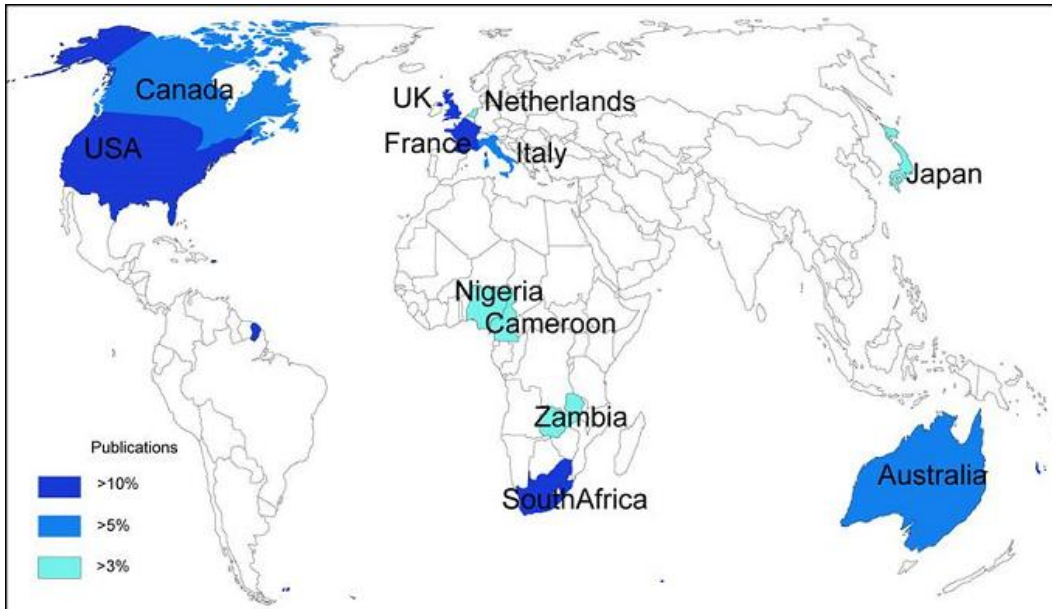 Canada
USA
UK
Netherlands
France
Italy
Japan
Nigeria
Cameroon
Zambia
SouthAfrica
Australia
Publications
>10%
>5%
>3%